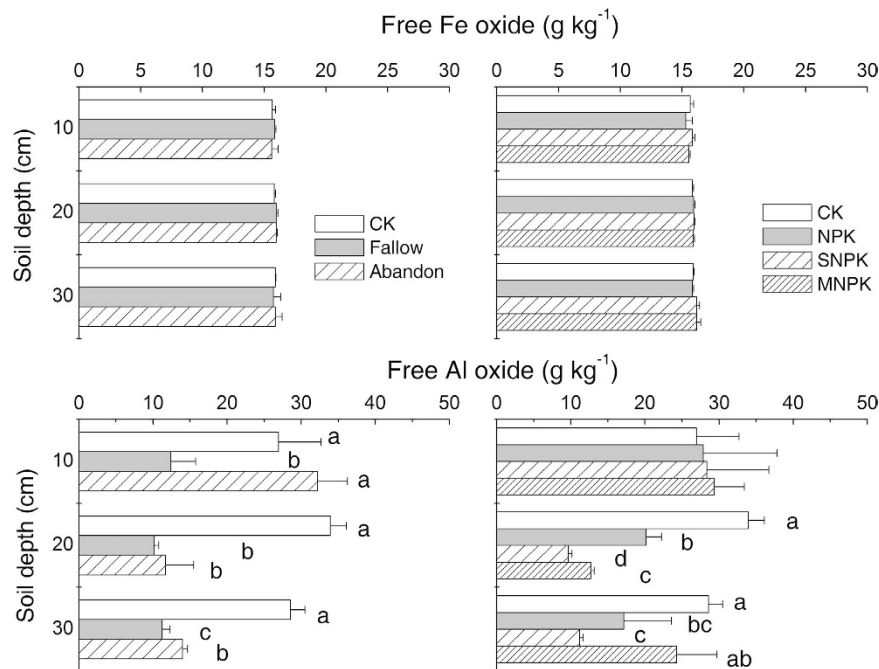 Free Fe oxide (g kg-1)
0 5 10 15 20 25 30 0 5 10 15 20 25 30
Soil depth (cm)
10
20
30
CK
Fallow
Abandon
CK
NPK
SNPK
MNPK
Free Al oxide (g kg-1)
0 10 20 30 40 50 0 10 20 30 40 50
Soil depth (cm)
10
a
b
a
20
a
b
b
a
b
d
c
30
a
c
b
a
bc
c
ab